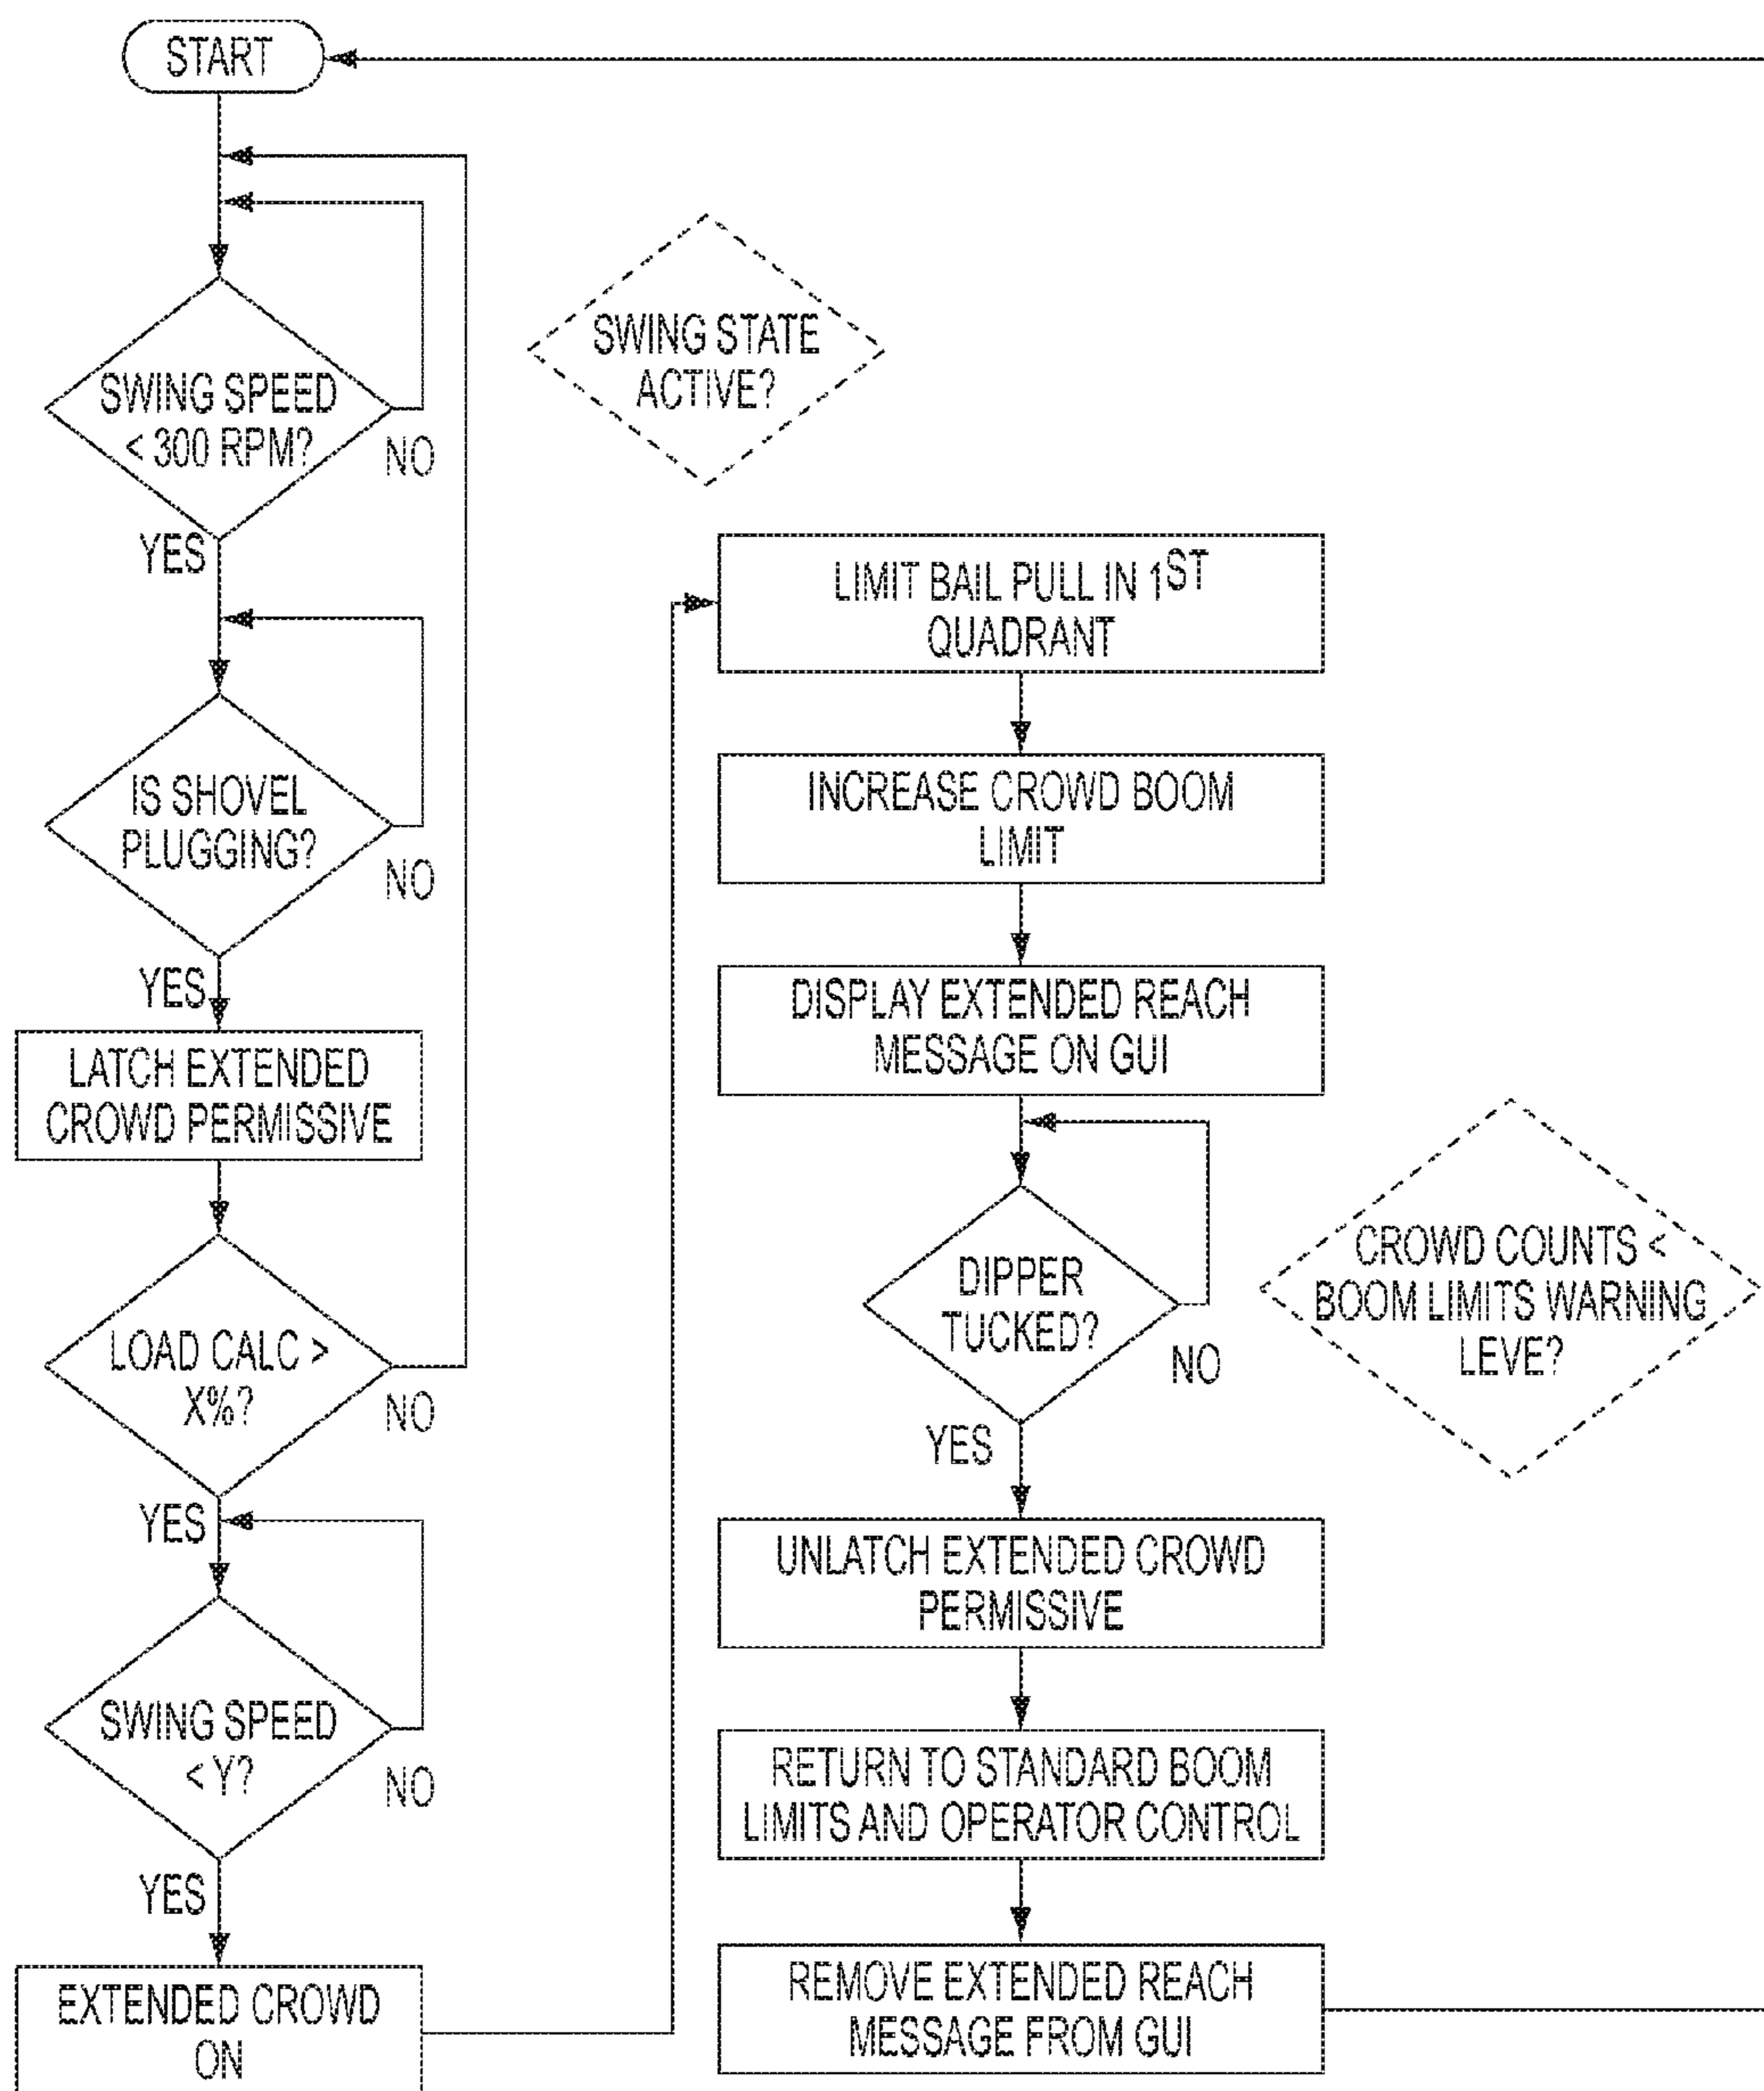 START
SWING SPEED
< 300 RPM?
NO
YES
IS SHOVEL
PLUGGING?
NO
YES
LATCH EXTENDED
CROWD PERMISSIVE
LOAD CALC >
X%?
NO
YES
SWING SPEED
< Y?
NO
YES
EXTENDED CROWD
ON
SWING STATE
ACTIVE?
LIMIT BAIL PULL IN 1ST
QUADRANT
INCREASE CROWD BOOM
LIMIT
DISPLAY EXTENDED REACH
MESSAGE ON GUI
DIPPER
TUCKED?
NO
YES
UNLATCH EXTENDED CROWD
PERMISSIVE
RETURN TO STANDARD BOOM
LIMITS AND OPERATOR CONTROL
REMOVE EXTENDED REACH
MESSAGE FROM GUI
CROWD COUNTS <
BOOM LIMITS WARNING
LEVE?